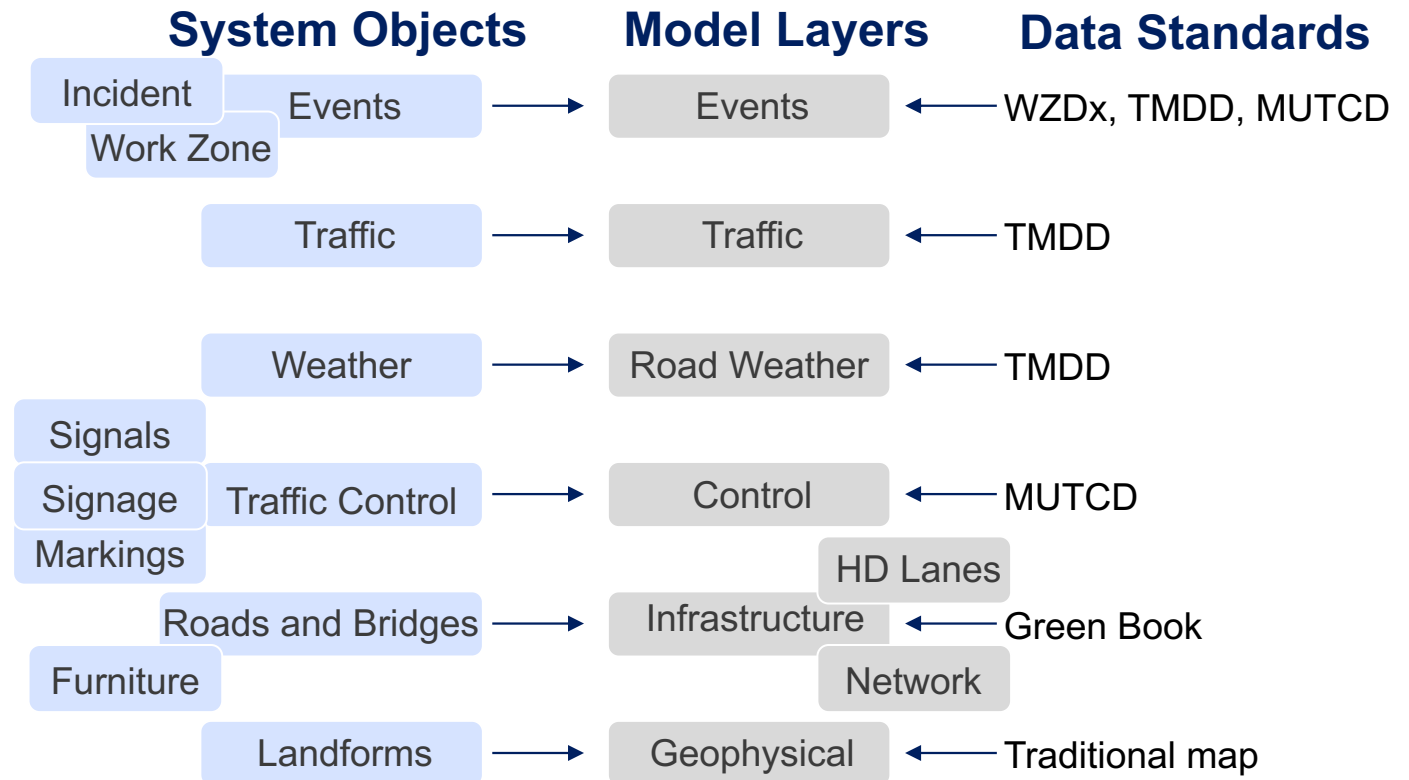 System Objects
Model Layers
Data Standards
Incident
Events
Work Zone
Events
WZDx, TMDD, MUTCD
Traffic
Traffic
TMDD
Weather
Road Weather
TMDD
Signals
Signage
Markings
Traffic Control
Control
MUTCD
HD Lanes
Roads and Bridges
Infrastructure
Green Book
Furniture
Network
Landforms
Geophysical
Traditional map